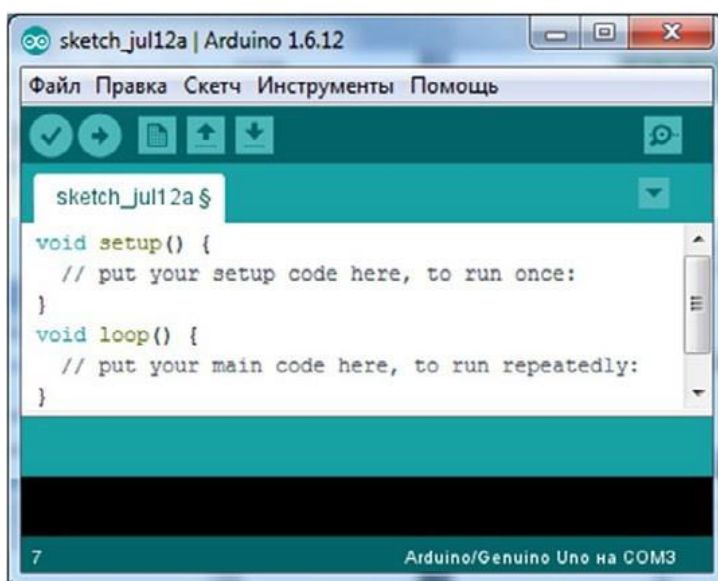 sketch_jul12a | Arduino 1.6.12
Файл Правка Скетч Инструменты Помощь
sketch_jul12a §
void setup() {
  // put your setup code here, to run once:
}
void loop() {
  // put your main code here, to run repeatedly:
}
7 Arduino/Genuino Uno на COM3